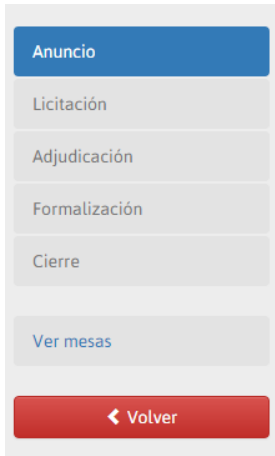 Anuncio
Licitación
Adjudicación
Formalización
Cierre
Ver mesas
Volver